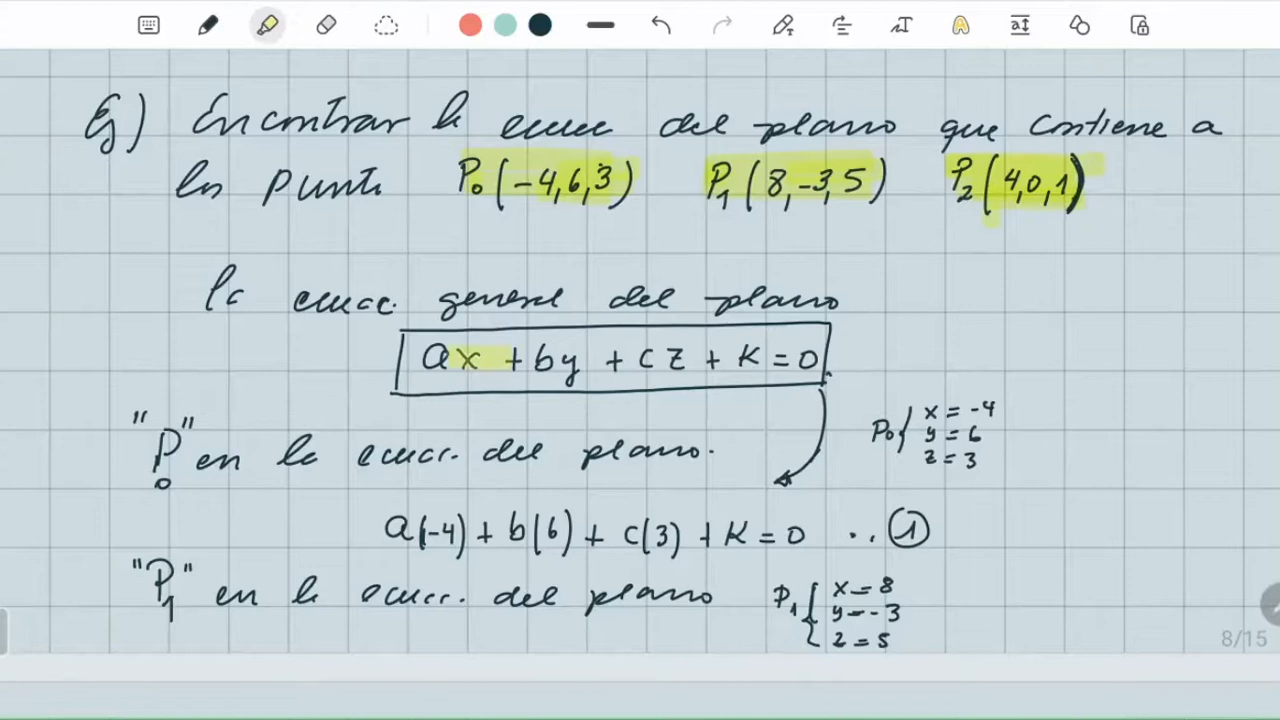 Ej) Encontrar la ecuac del plano que contiene a
los puntos P₀(-4,6,3) P₁(8,-3,5) P₂(4,0,1)
la ecuac. general del plano
ax + by + cz + K = 0
"P₀" en la ecuac. del plano.
P₀{ x = -4
y = 6
z = 3
a(-4) + b(6) + c(3) + K = 0 ... ①
"P₁" en la ecuac. del plano
P₁{ x = 8
y = -3
z = 5
8/15